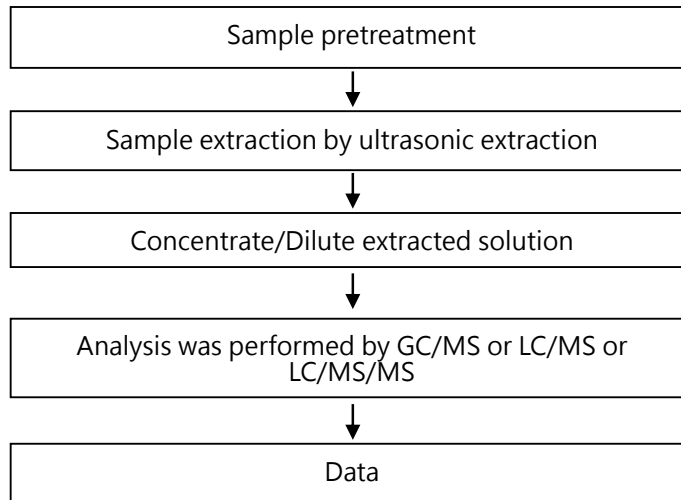 Sample pretreatment
Sample extraction by ultrasonic extraction
Concentrate/Dilute extracted solution
Analysis was performed by GC/MS or LC/MS or
LC/MS/MS
Data